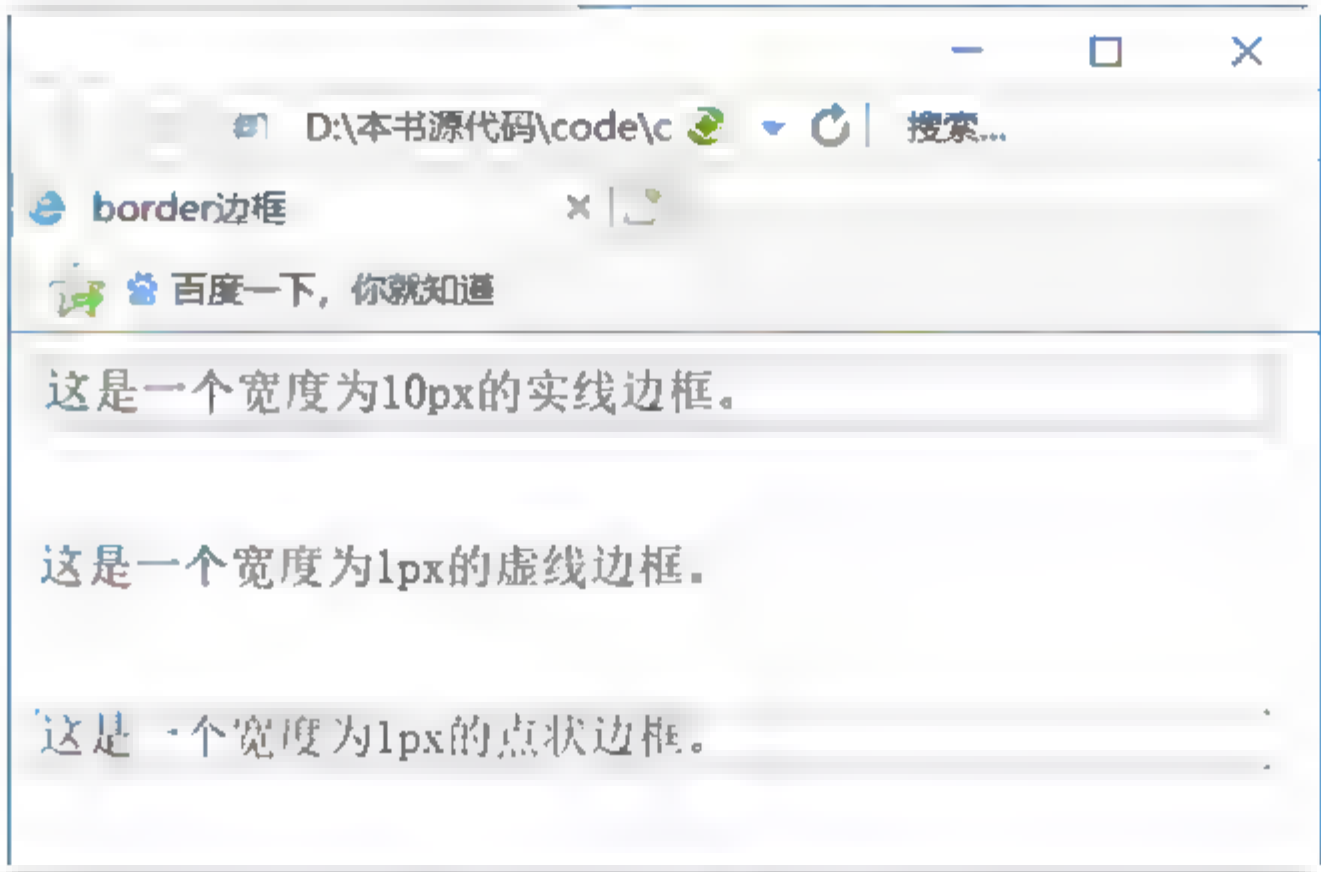 D:\本书源代码\code\c 搜索...
border边框
百度一下，你就知道
这是一个宽度为10px的实线边框。
这是一个宽度为1px的虚线边框。
这是一个宽度为1px的点状边框。